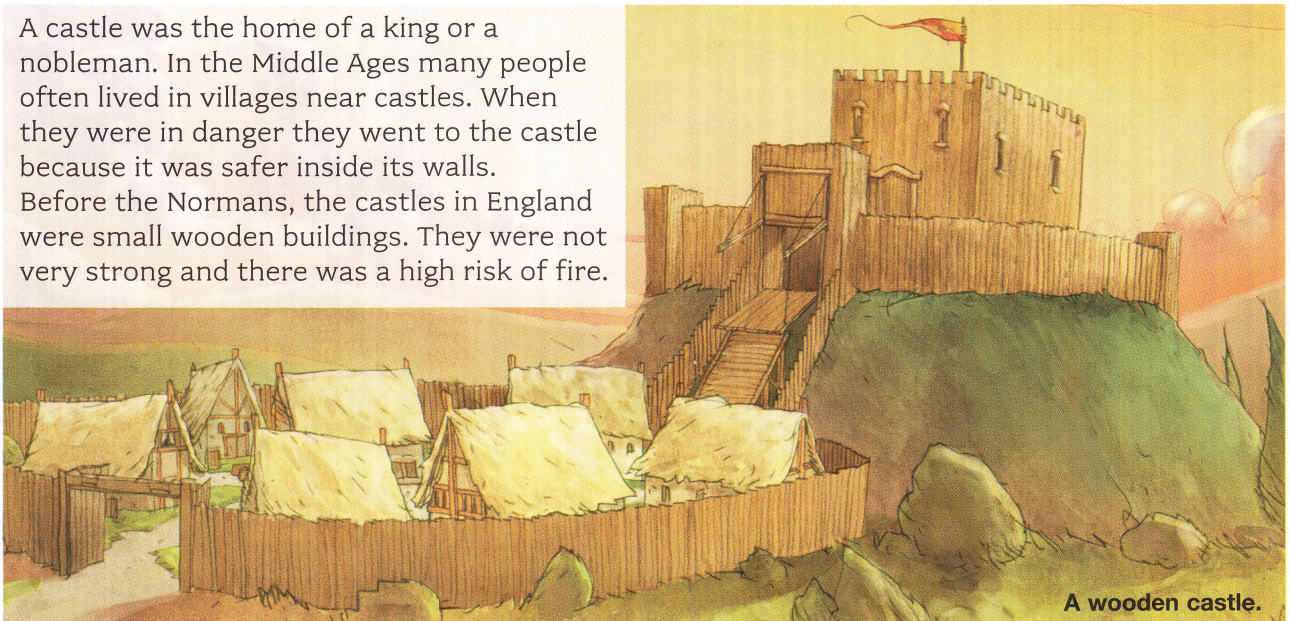 A castle was the home of a king or a
nobleman. In the Middle Ages many people
often lived in villages near castles. When
they were in danger they went to the castle
because it was safer inside its walls.
Before the Normans, the castles in England
were small wooden buildings. They were not
very strong and there was a high risk of fire.
A wooden castle.